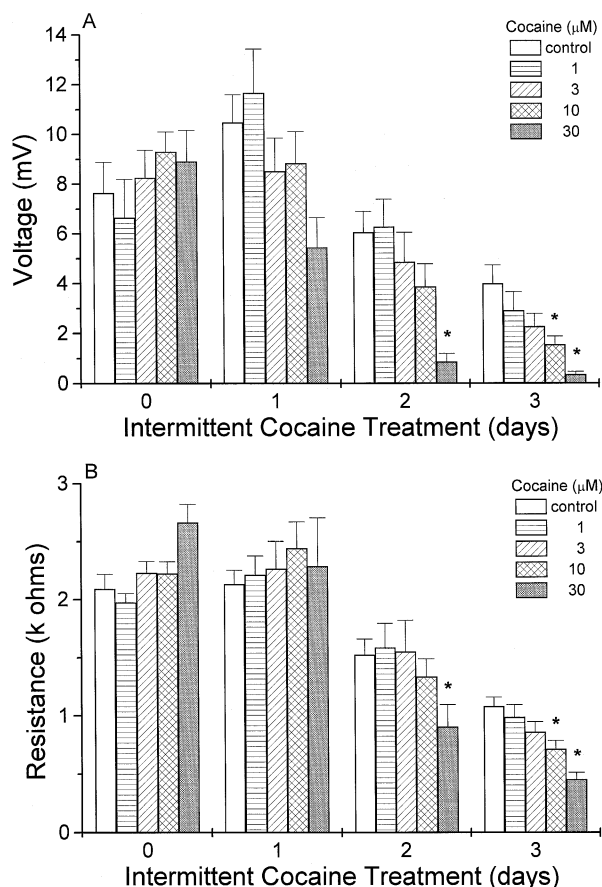 A
Cocaine (μM)
control
1
3
10
30
14
12
10
8
6
4
2
0
Voltage (mV)
*
*
*
0 1 2 3
Intermittent Cocaine Treatment (days)
B
Cocaine (μM)
control
1
3
10
30
3
2
1
0
Resistance (k ohms)
*
*
*
0 1 2 3
Intermittent Cocaine Treatment (days)